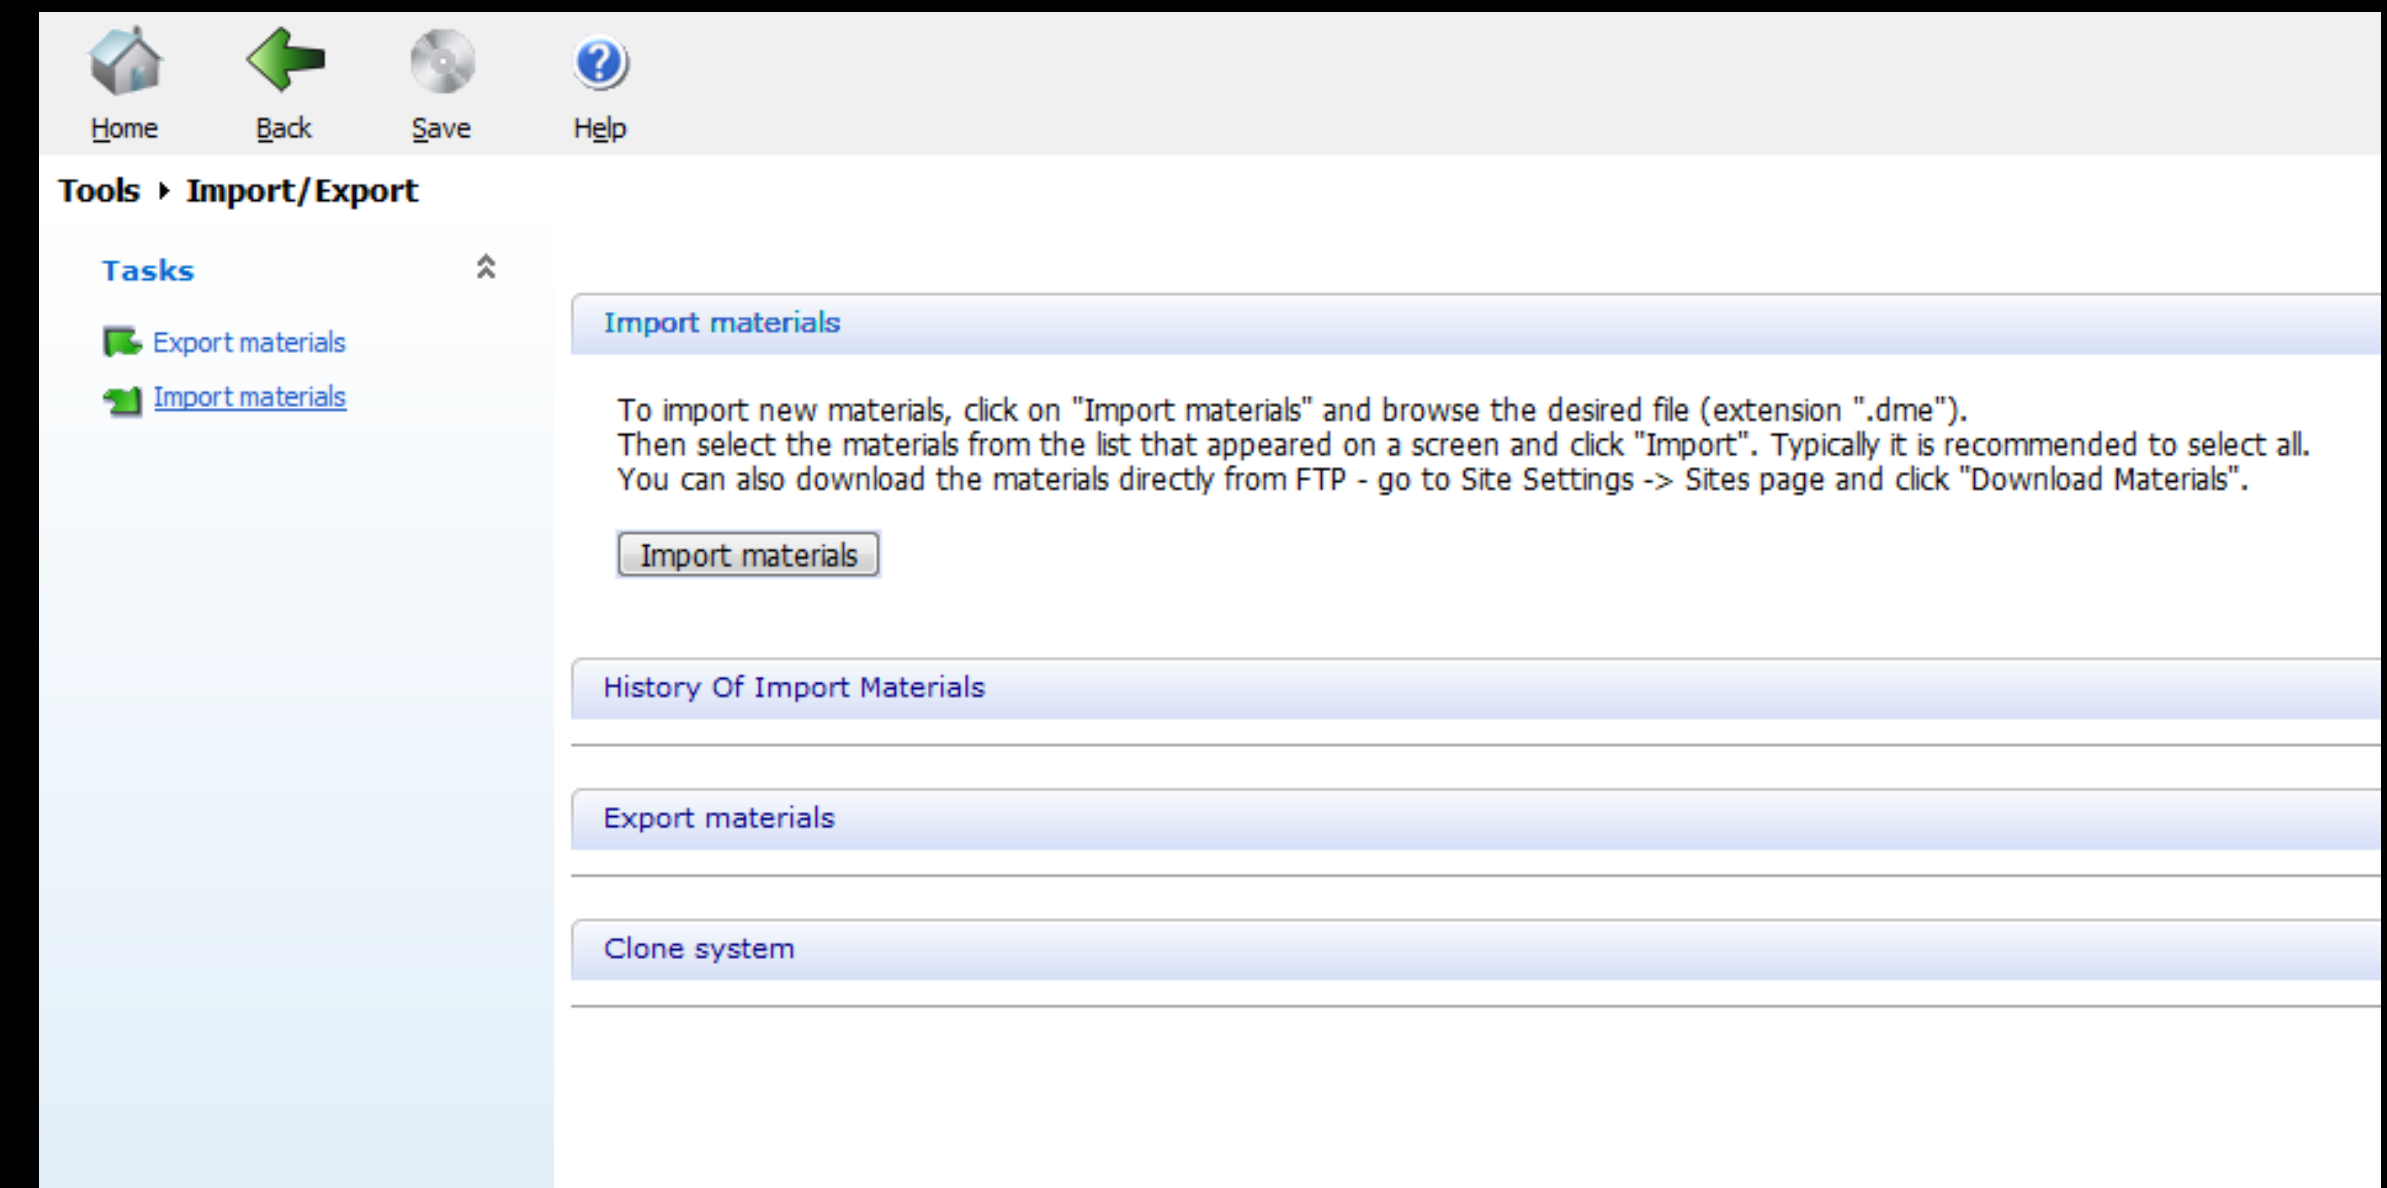 Home Back Save Help
Tools Import/Export
Tasks
Export materials
Import materials
Import materials
To import new materials, click on "Import materials" and browse the desired file (extension ".dme").
Then select the materials from the list that appeared on a screen and click "Import". Typically it is recommended to select all.
You can also download the materials directly from FTP - go to Site Settings -> Sites page and click "Download Materials".
Import materials
History Of Import Materials
Export materials
Clone system